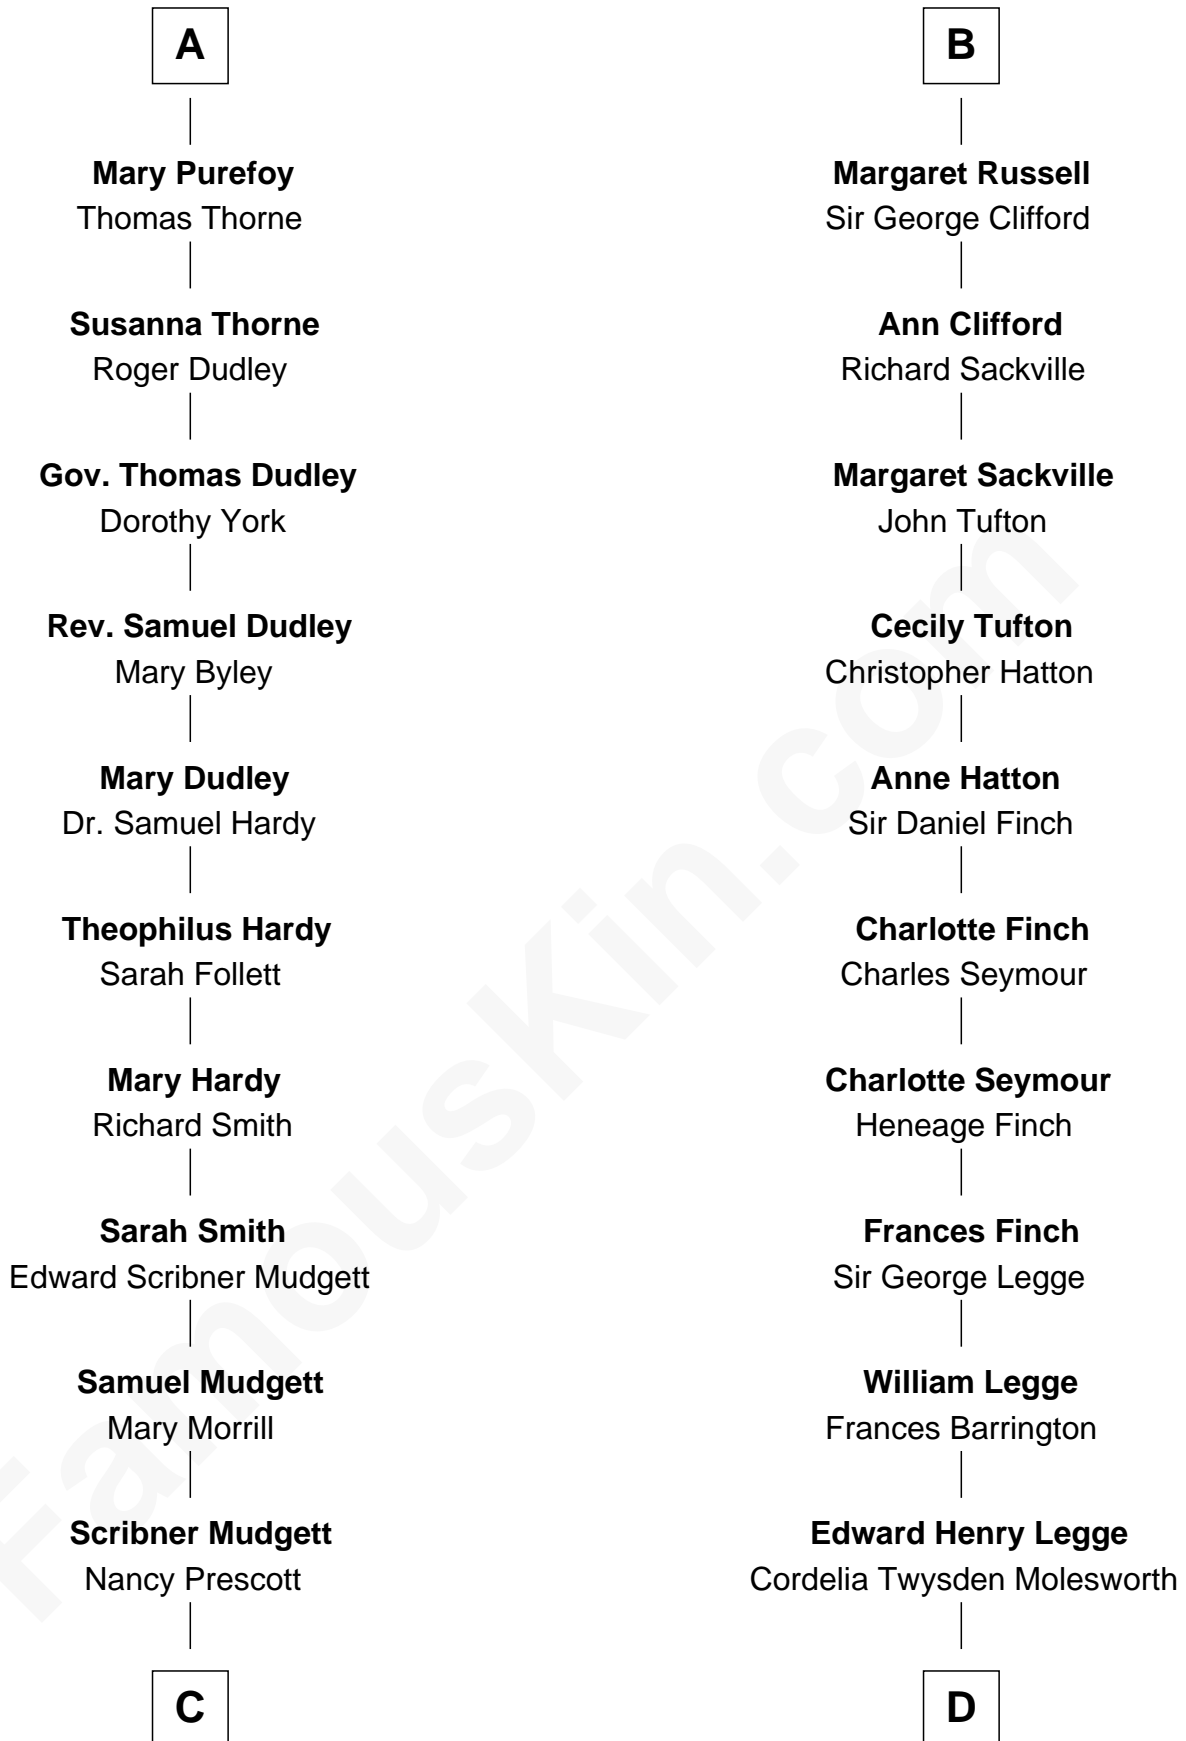 A
Mary Purefoy
Thomas Thorne
Susanna Thorne
Roger Dudley
Gov. Thomas Dudley
Dorothy York
Rev. Samuel Dudley
Mary Byley
Mary Dudley
Dr. Samuel Hardy
Theophilus Hardy
Sarah Follett
Mary Hardy
Richard Smith
Sarah Smith
Edward Scribner Mudgett
Samuel Mudgett
Mary Morrill
Scribner Mudgett
Nancy Prescott
C
B
Margaret Russell
Sir George Clifford
Ann Clifford
Richard Sackville
Margaret Sackville
John Tufton
Cecily Tufton
Christopher Hatton
Anne Hatton
Sir Daniel Finch
Charlotte Finch
Charles Seymour
Charlotte Seymour
Heneage Finch
Frances Finch
Sir George Legge
William Legge
Frances Barrington
Edward Henry Legge
Cordelia Twysden Molesworth
D
FamousKin.com